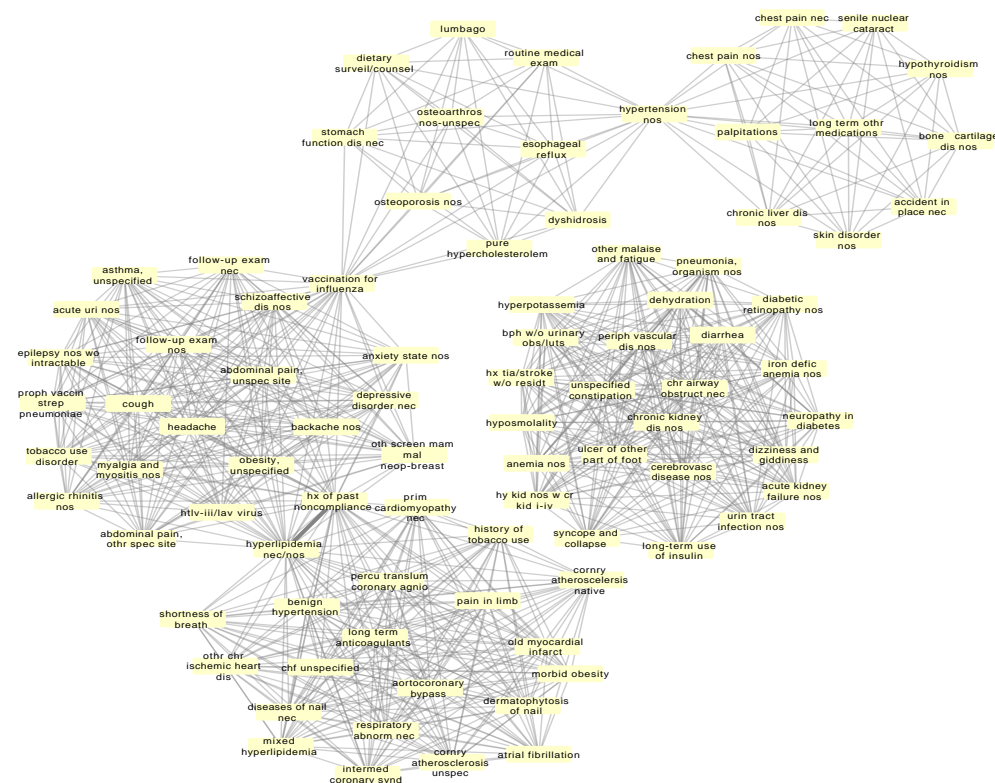 lumbago
chest pain nec
senile nuclear
cataract
dietary
surveil/counsel
routine medical
exam
chest pain nos
hypothyroidism
nos
osteoarthros
nos-unspec
hypertension
nos
long term othr
medications
palpitations
bone cartilage
dis nos
stomach
function dis nec
esophageal
reflux
osteoporosis nos
dyshidrosis
chronic liver dis
nos
accident in
place nec
skin disorder
nos
pure
hypercholesterolem
other malaise
and fatigue
pneumonia,
organism nos
follow-up exam
nec
asthma,
unspecified
vaccination for
influenza
schizoaffective
dis nos
acute uri nos
hyperpotassemia
dehydration
diabetic
retinopathy nos
follow-up exam
nos
bph w/o urinary
obs/luts
periph vascular
dis nos
diarrhea
epilepsy nos wo
intractable
anxiety state nos
abdominal pain,
unspec site
hx tia/stroke
w/o residt
unspecified
constipation
chr airway
obstruct nec
iron defic
anemia nos
proph vaccin
strep
pneumoniae
cough
depressive
disorder nec
headache
backache nos
hyposmolality
chronic kidney
dis nos
neuropathy in
diabetes
tobacco use
disorder
myalgia and
myositis nos
obesity,
unspecified
oth screen mam
mal
neop-breast
anemia nos
ulcer of other
part of foot
cerebrovasc
disease nos
dizziness and
giddiness
allergic rhinitis
nos
htlv-iii/lav virus
hx of past
noncompliance
prim
cardiomyopathy
nec
hy kid nos w cr
kid i-iv
acute kidney
failure nos
urin tract
infection nos
abdominal pain,
othr spec site
hyperlipidemia
nec/nos
history of
tobacco use
syncope and
collapse
long-term use
of insulin
percu translum
coronary agnio
cornry
atheroscelersis
native
shortness of
breath
benign
hypertension
pain in limb
long term
anticoagulants
old myocardial
infarct
othr chr
ischemic heart
dis
chf unspecified
morbid obesity
aortocoronary
bypass
diseases of nail
nec
dermatophytosis
of nail
respiratory
abnorm nec
mixed
hyperlipidemia
cornry
atherosclerosis
unspec
atrial fibrillation
intermed
coronary synd